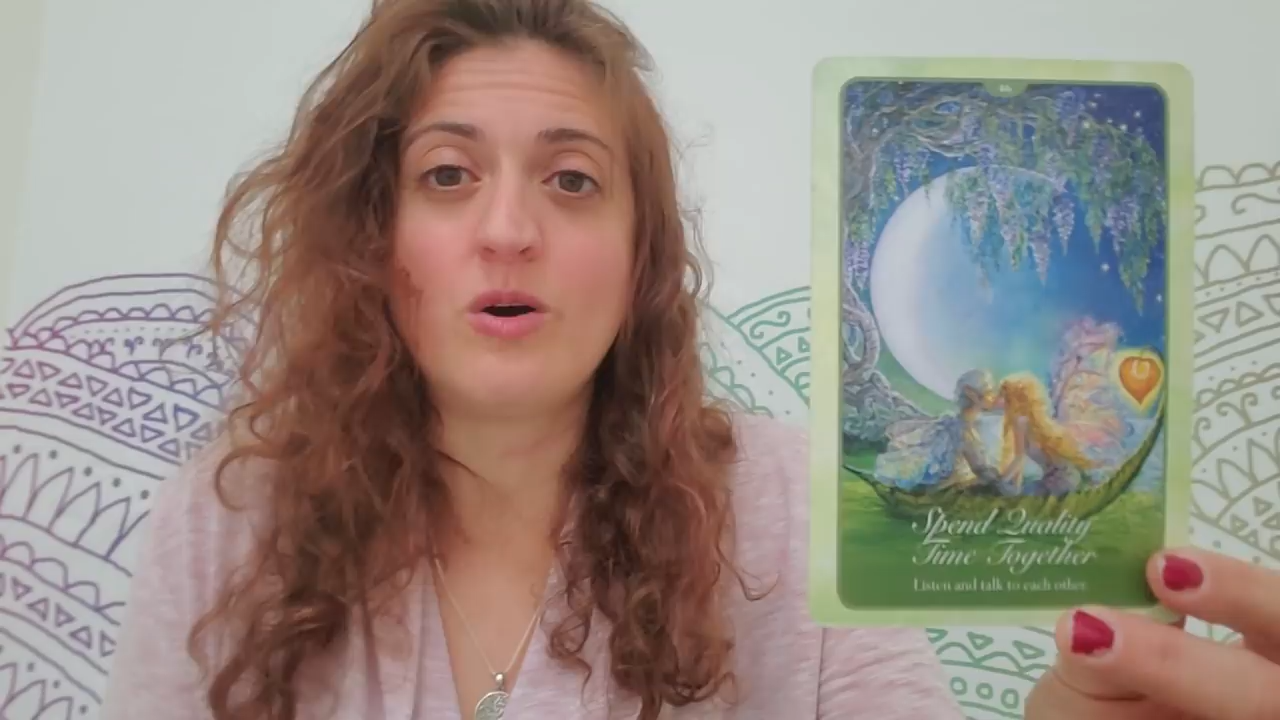 Spend Quality
Time Together
Listen and talk to each other.